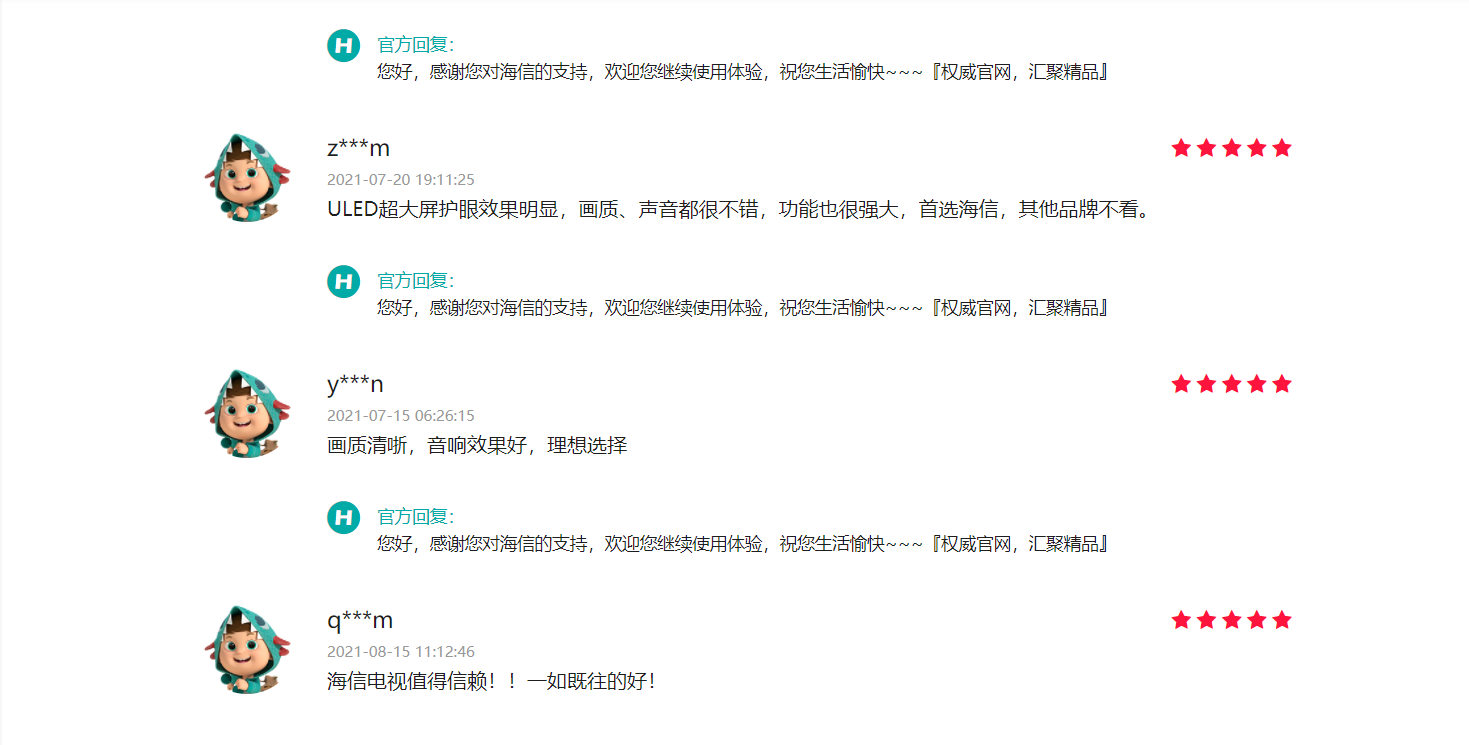 H 官方回复：
您好，感谢您对海信的支持，欢迎您继续使用体验，祝您生活愉快~~~『权威官网，汇聚精品』
z***m
2021-07-20 19:11:25
ULED超大屏护眼效果明显，画质、声音都很不错，功能也很强大，首选海信，其他品牌不看。
H 官方回复：
您好，感谢您对海信的支持，欢迎您继续使用体验，祝您生活愉快~~~『权威官网，汇聚精品』
y***n
2021-07-15 06:26:15
画质清晰，音响效果好，理想选择
H 官方回复：
您好，感谢您对海信的支持，欢迎您继续使用体验，祝您生活愉快~~~『权威官网，汇聚精品』
q***m
2021-08-15 11:12:46
海信电视值得信赖！！一如既往的好！